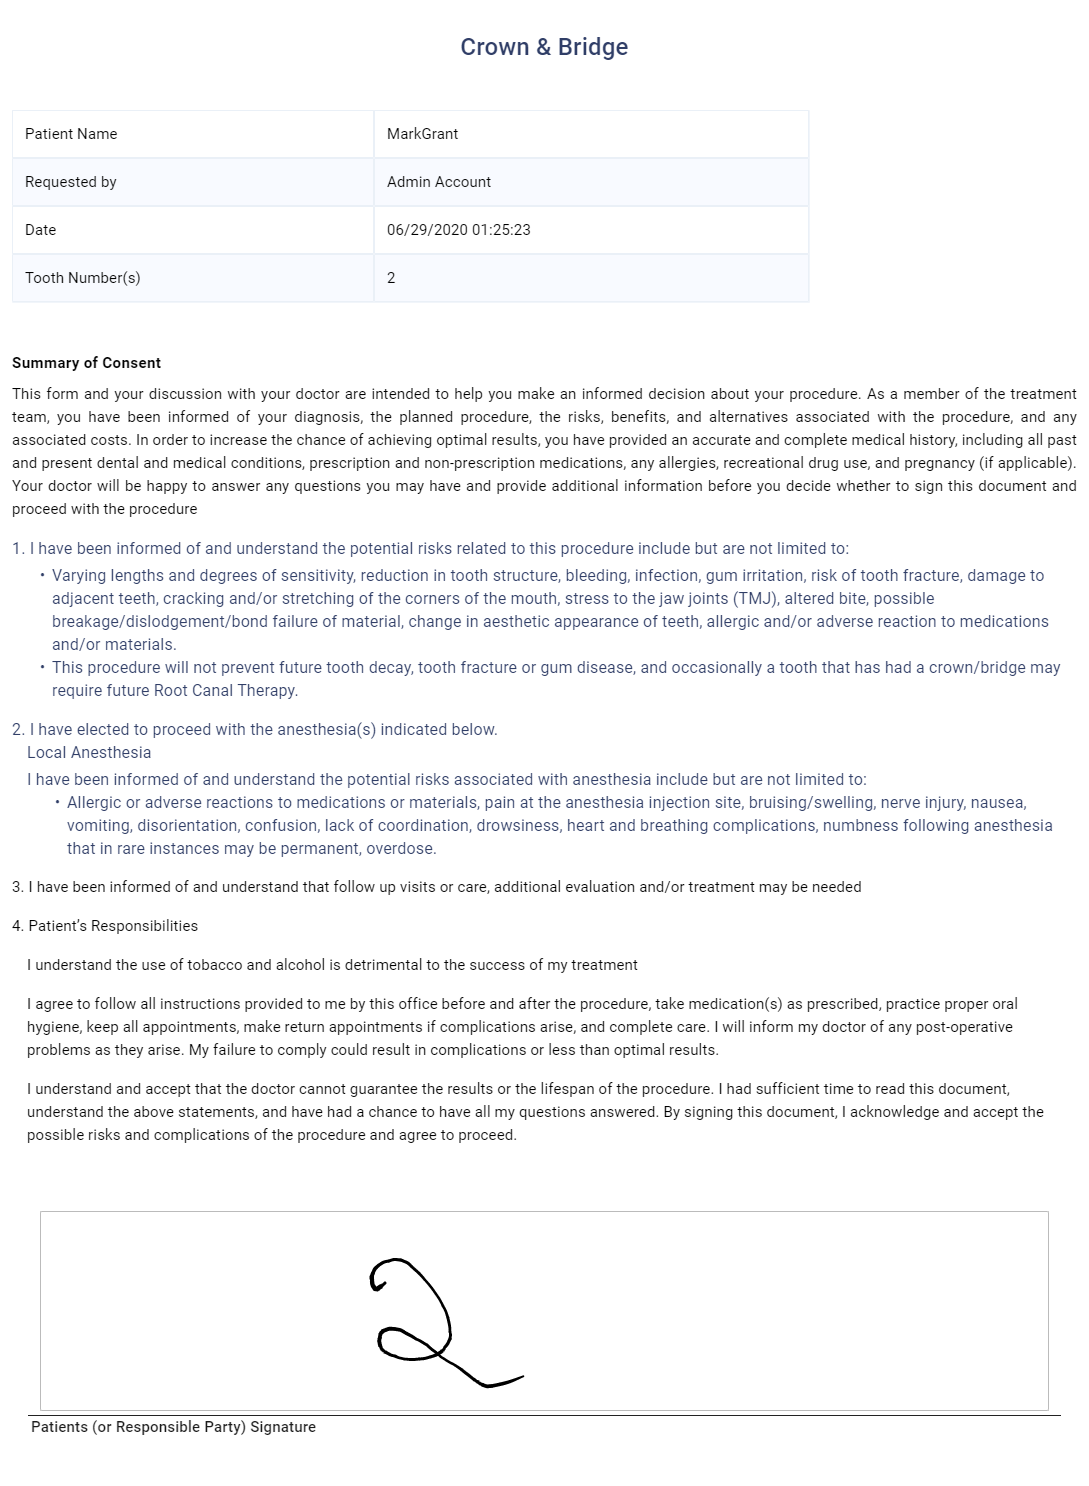 Crown & Bridge
Patient Name MarkGrant
Requested by Admin Account
Date 06/29/2020 01:25:23
Tooth Number(s) 2
Summary of Consent
This form and your discussion with your doctor are intended to help you make an informed decision about your procedure. As a member of the treatment
team, you have been informed of your diagnosis, the planned procedure, the risks, benefits, and alternatives associated with the procedure, and any
associated costs. In order to increase the chance of achieving optimal results, you have provided an accurate and complete medical history, including all past
and present dental and medical conditions, prescription and non-prescription medications, any allergies, recreational drug use, and pregnancy (if applicable).
Your doctor will be happy to answer any questions you may have and provide additional information before you decide whether to sign this document and
proceed with the procedure
1. I have been informed of and understand the potential risks related to this procedure include but are not limited to:
• Varying lengths and degrees of sensitivity, reduction in tooth structure, bleeding, infection, gum irritation, risk of tooth fracture, damage to
adjacent teeth, cracking and/or stretching of the corners of the mouth, stress to the jaw joints (TMJ), altered bite, possible
breakage/dislodgement/bond failure of material, change in aesthetic appearance of teeth, allergic and/or adverse reaction to medications
and/or materials.
• This procedure will not prevent future tooth decay, tooth fracture or gum disease, and occasionally a tooth that has had a crown/bridge may
require future Root Canal Therapy.
2. I have elected to proceed with the anesthesia(s) indicated below.
Local Anesthesia
I have been informed of and understand the potential risks associated with anesthesia include but are not limited to:
• Allergic or adverse reactions to medications or materials, pain at the anesthesia injection site, bruising/swelling, nerve injury, nausea,
vomiting, disorientation, confusion, lack of coordination, drowsiness, heart and breathing complications, numbness following anesthesia
that in rare instances may be permanent, overdose.
3. I have been informed of and understand that follow up visits or care, additional evaluation and/or treatment may be needed
4. Patient's Responsibilities
I understand the use of tobacco and alcohol is detrimental to the success of my treatment
I agree to follow all instructions provided to me by this office before and after the procedure, take medication(s) as prescribed, practice proper oral
hygiene, keep all appointments, make return appointments if complications arise, and complete care. I will inform my doctor of any post-operative
problems as they arise. My failure to comply could result in complications or less than optimal results.
I understand and accept that the doctor cannot guarantee the results or the lifespan of the procedure. I had sufficient time to read this document,
understand the above statements, and have had a chance to have all my questions answered. By signing this document, I acknowledge and accept the
possible risks and complications of the procedure and agree to proceed.
Patients (or Responsible Party) Signature